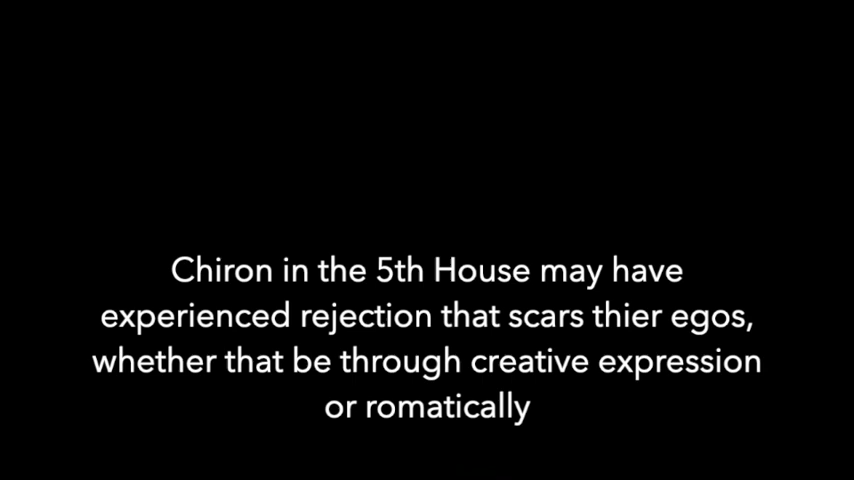 Chiron in the 5th House may have
experienced rejection that scars thier egos,
whether that be through creative expression
or romatically